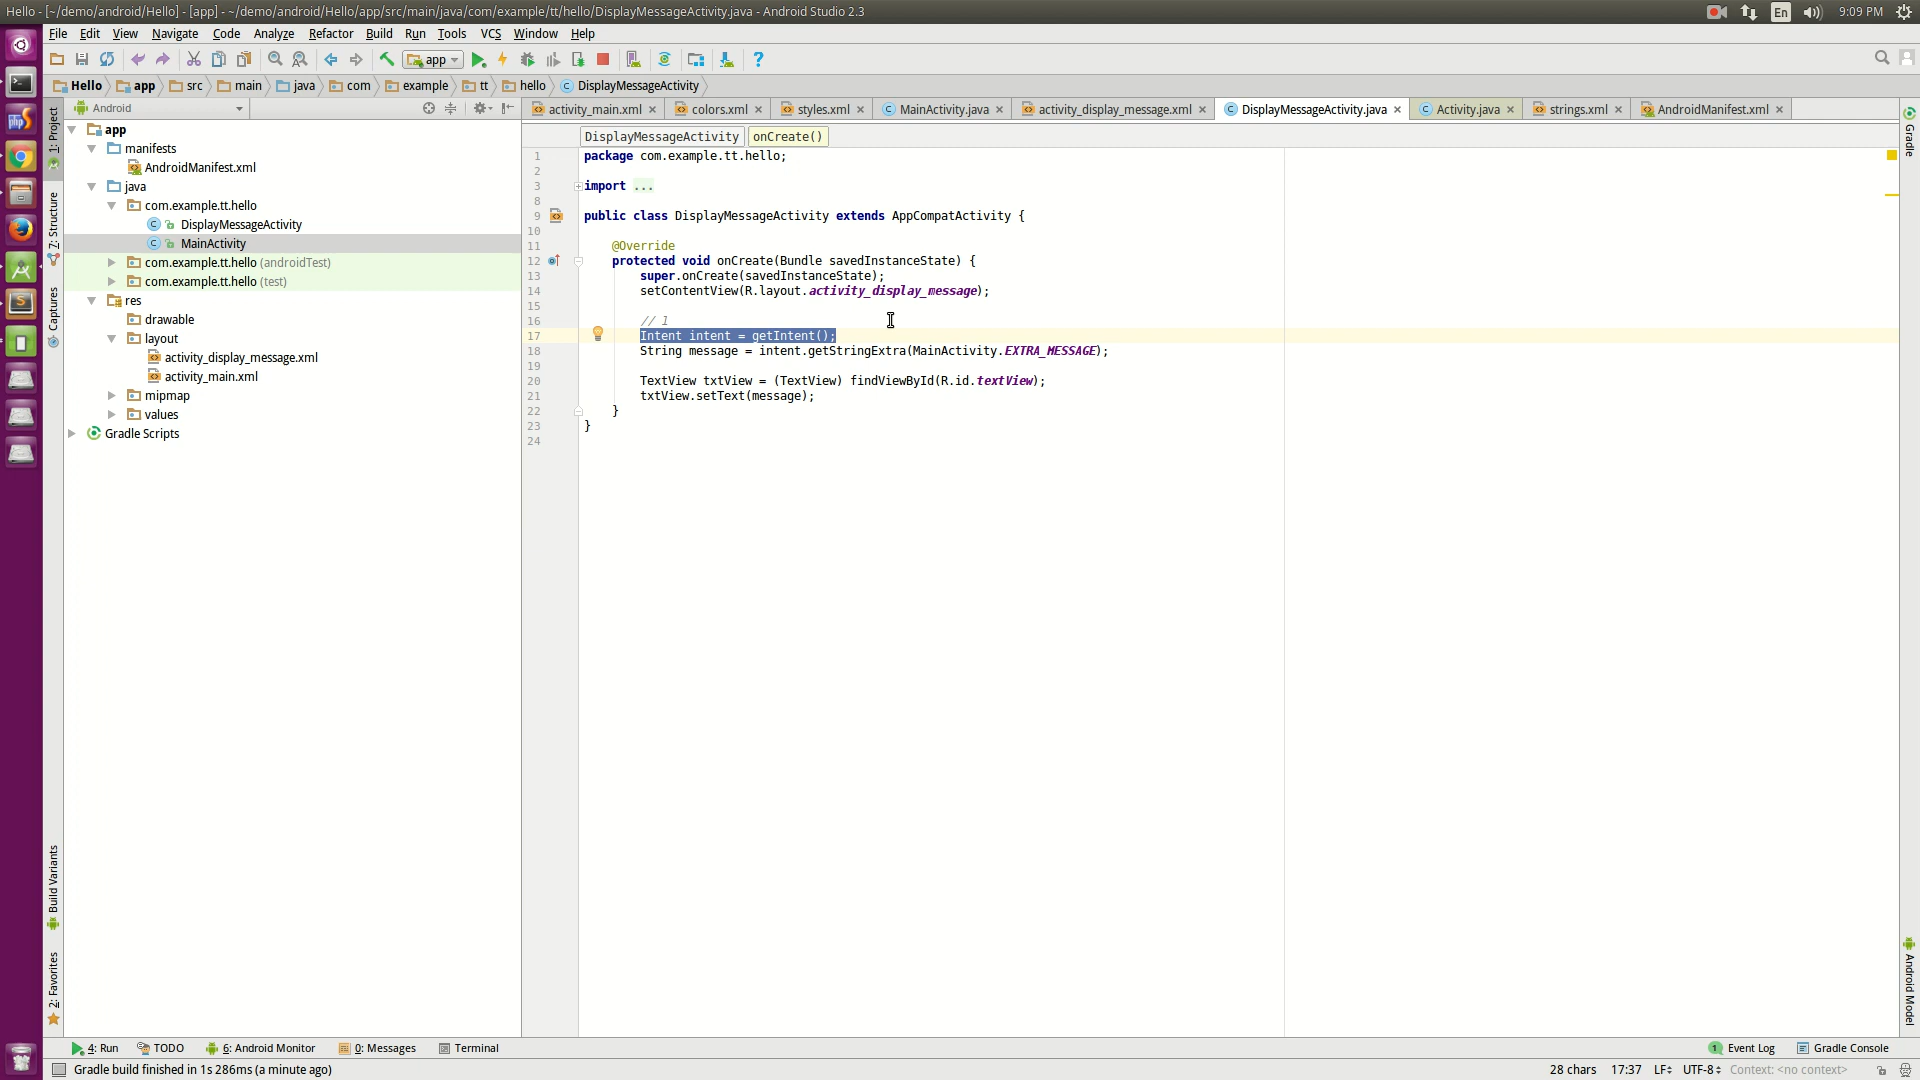 Hello - [~/demo/android/Hello] - [app] - ~/demo/android/Hello/app/src/main/java/com/example/tt/hello/DisplayMessageActivity.java - Android Studio 2.3
En
9:09 PM
File Edit View Navigate Code Analyze Refactor Build Run Tools VCS Window Help
app
Hello app src main java com example tt hello DisplayMessageActivity
Android
activity_main.xml colors.xml styles.xml MainActivity.java activity_display_message.xml DisplayMessageActivity.java Activity.java strings.xml AndroidManifest.xml
1: Project
7: Structure
Captures
Build Variants
2: Favorites
app
manifests
AndroidManifest.xml
java
com.example.tt.hello
DisplayMessageActivity
MainActivity
com.example.tt.hello (androidTest)
com.example.tt.hello (test)
res
drawable
layout
activity_display_message.xml
activity_main.xml
mipmap
values
Gradle Scripts
DisplayMessageActivity onCreate()
1 package com.example.tt.hello;
2
3 import ...
8
9 public class DisplayMessageActivity extends AppCompatActivity {
10
11 @Override
12 protected void onCreate(Bundle savedInstanceState) {
13 super.onCreate(savedInstanceState);
14 setContentView(R.layout.activity_display_message);
15
16 // 1
17 Intent intent = getIntent();
18 String message = intent.getStringExtra(MainActivity.EXTRA_MESSAGE);
19
20 TextView txtView = (TextView) findViewById(R.id.textView);
21 txtView.setText(message);
22 }
23 }
24
Gradle
Android Model
4: Run TODO 6: Android Monitor 0: Messages Terminal
1 Event Log Gradle Console
Gradle build finished in 1s 286ms (a minute ago)
28 chars 17:37 LF UTF-8 Context: <no context>